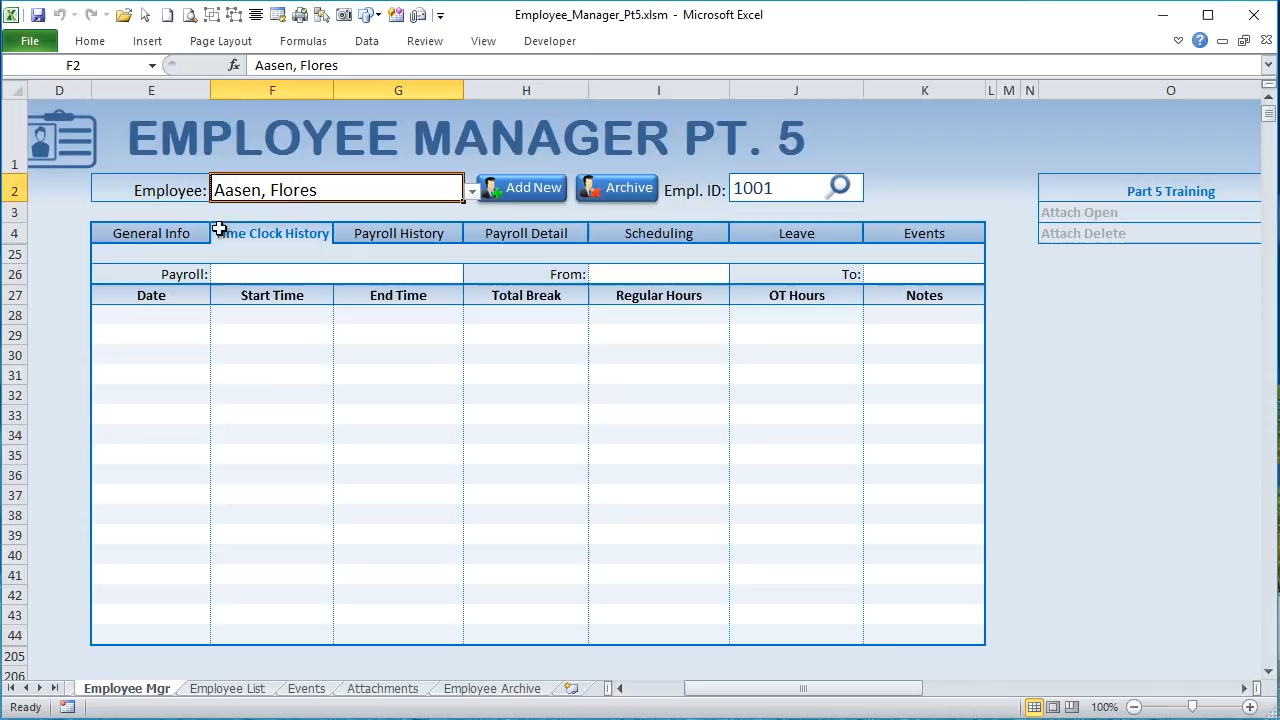 Employee_Manager_Pt5.xlsm - Microsoft Excel
File Home Insert Page Layout Formulas Data Review View Developer
F2 fx Aasen, Flores
D E F G H I J K L M N O
1 EMPLOYEE MANAGER PT. 5
2 Employee: Aasen, Flores Add New Archive Empl. ID: 1001 Part 5 Training
3 Attach Open
4 General Info me Clock History Payroll History Payroll Detail Scheduling Leave Events Attach Delete
25
26 Payroll: From: To:
27 Date Start Time End Time Total Break Regular Hours OT Hours Notes
28
29
30
31
32
33
34
35
36
37
38
39
40
41
42
43
44
205
206
Employee Mgr Employee List Events Attachments Employee Archive
Ready 100%